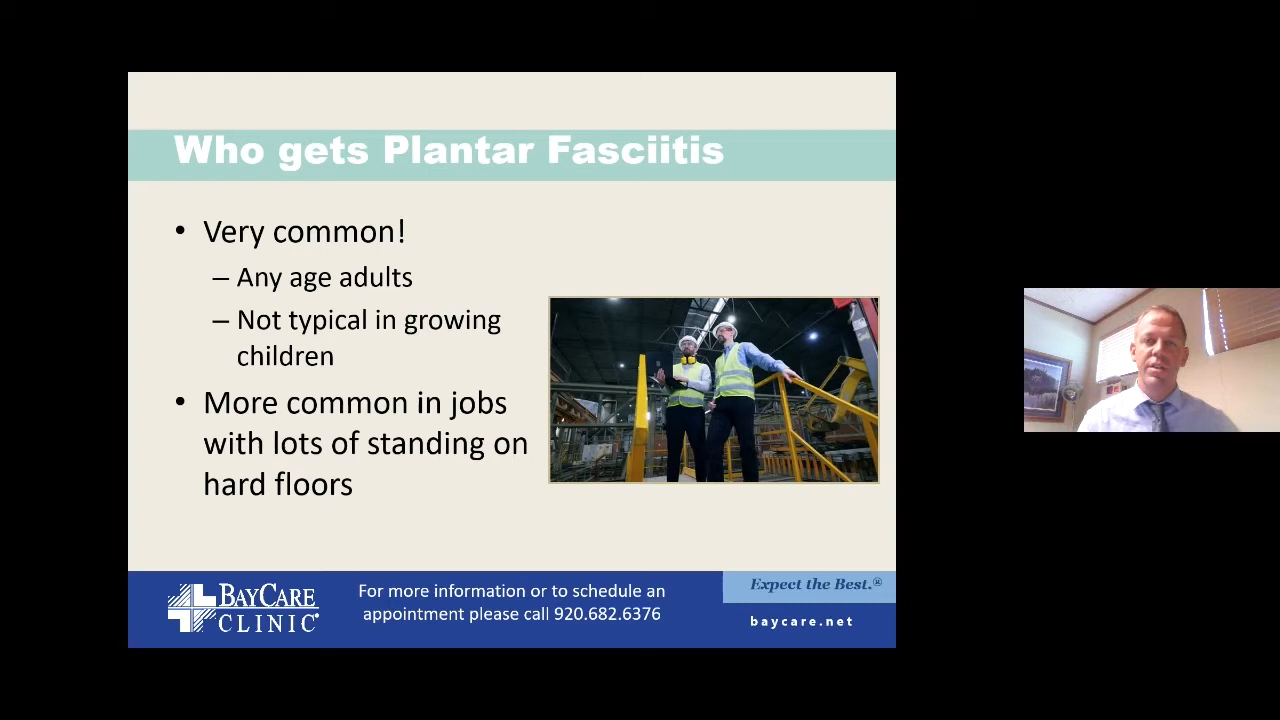 Who gets Plantar Fasciitis
• Very common!
– Any age adults
– Not typical in growing
children
• More common in jobs
with lots of standing on
hard floors
BAYCARE
CLINIC®
For more information or to schedule an
appointment please call 920.682.6376
Expect the Best.®
baycare.net